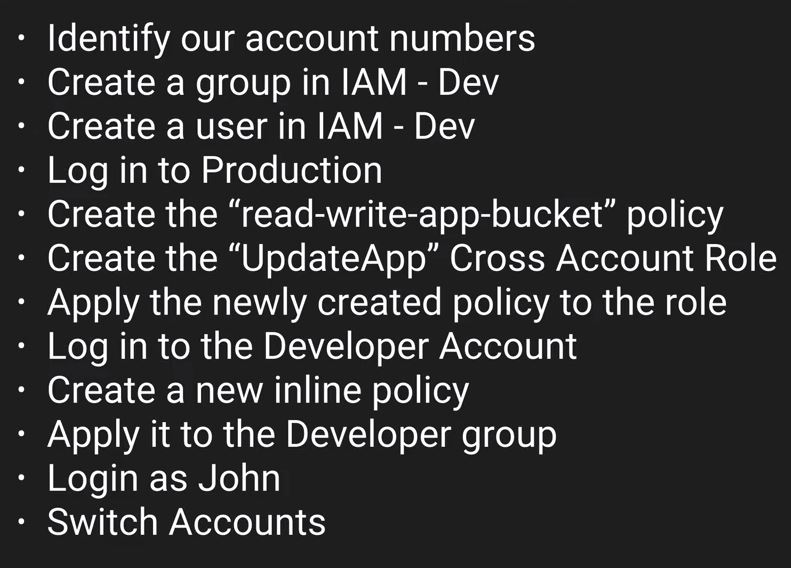 • Identify our account numbers
• Create a group in IAM - Dev
• Create a user in IAM - Dev
• Log in to Production
• Create the “read-write-app-bucket” policy
• Create the “UpdateApp” Cross Account Role
• Apply the newly created policy to the role
• Log in to the Developer Account
• Create a new inline policy
• Apply it to the Developer group
• Login as John
• Switch Accounts